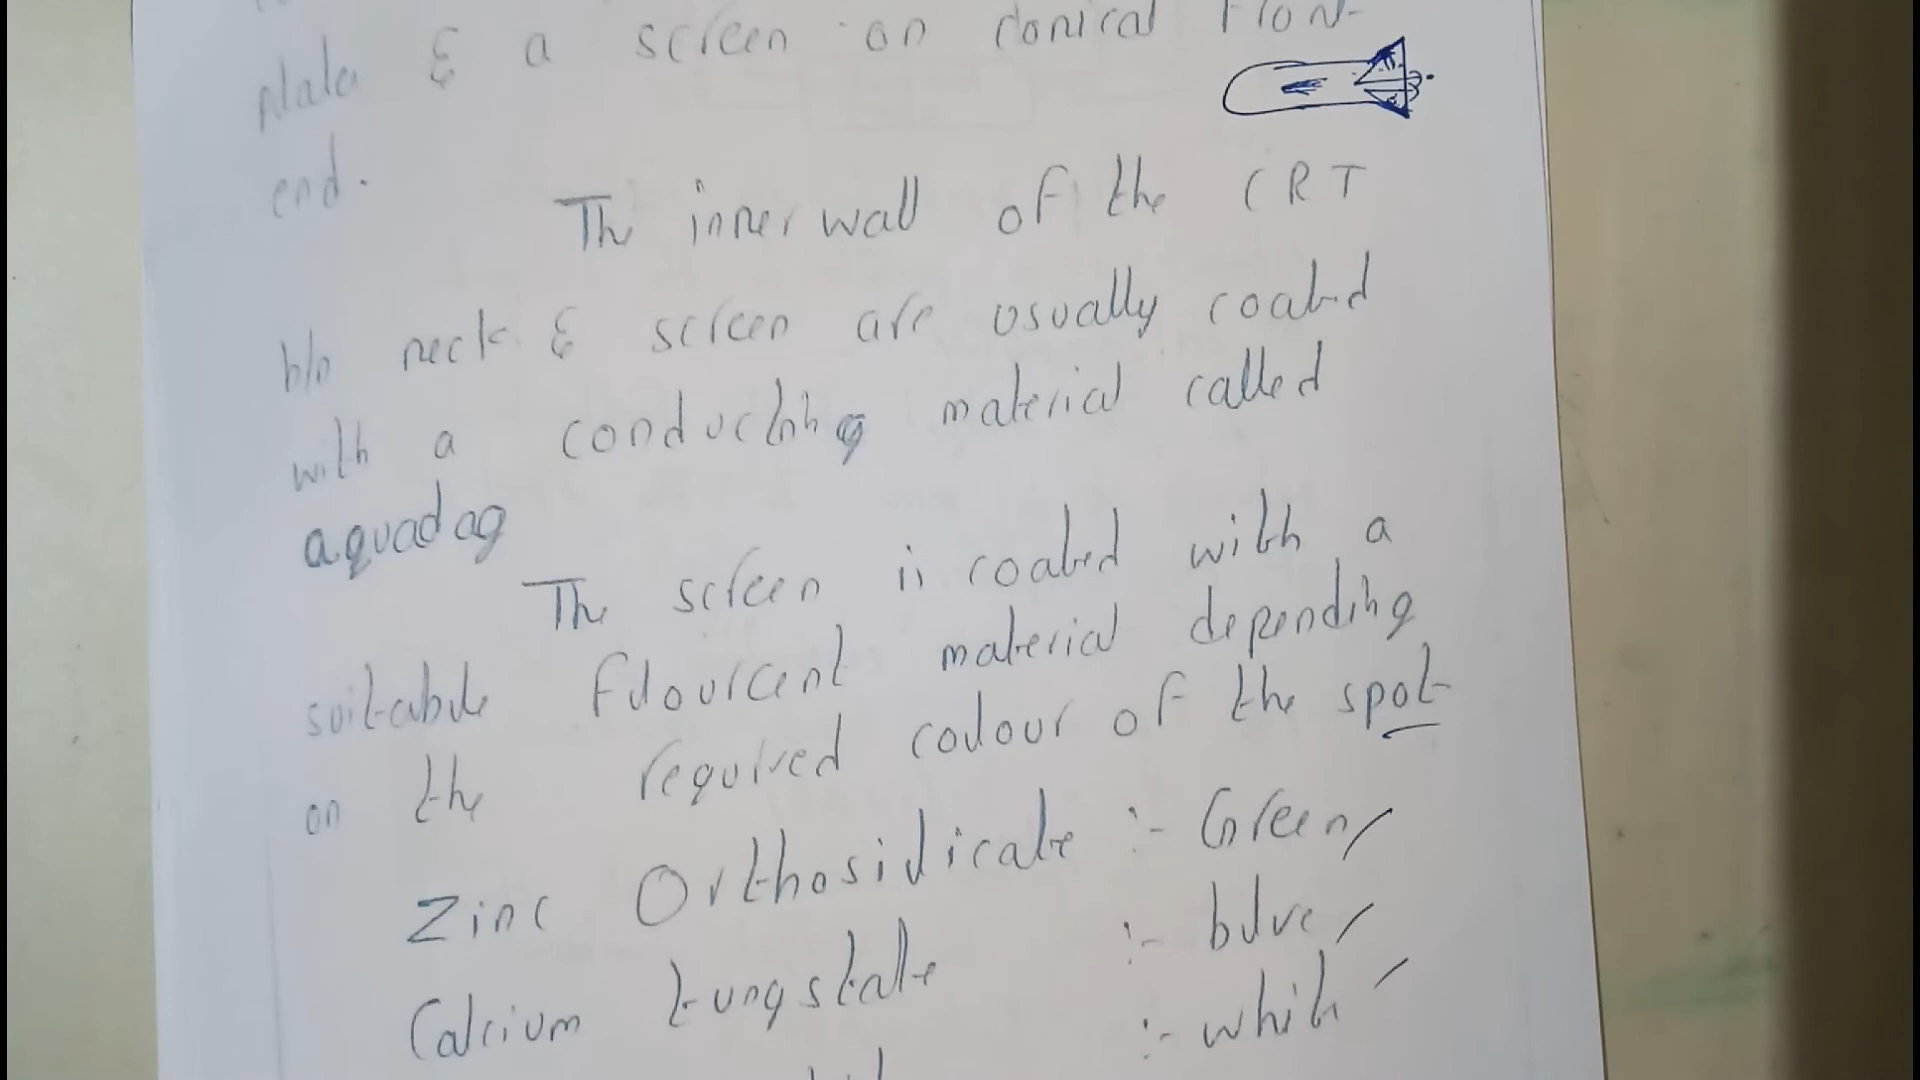 plate & a screen on conical front
end.
The inner wall of the CRT
b/n neck & screen are usually coated
with a conducting material called
aquadag
The screen is coated with a
suitable flourcent material depending
on the required colour of the spot
Zinc Orthosilicate :- Green
Calcium tungstate :- blue
:- white